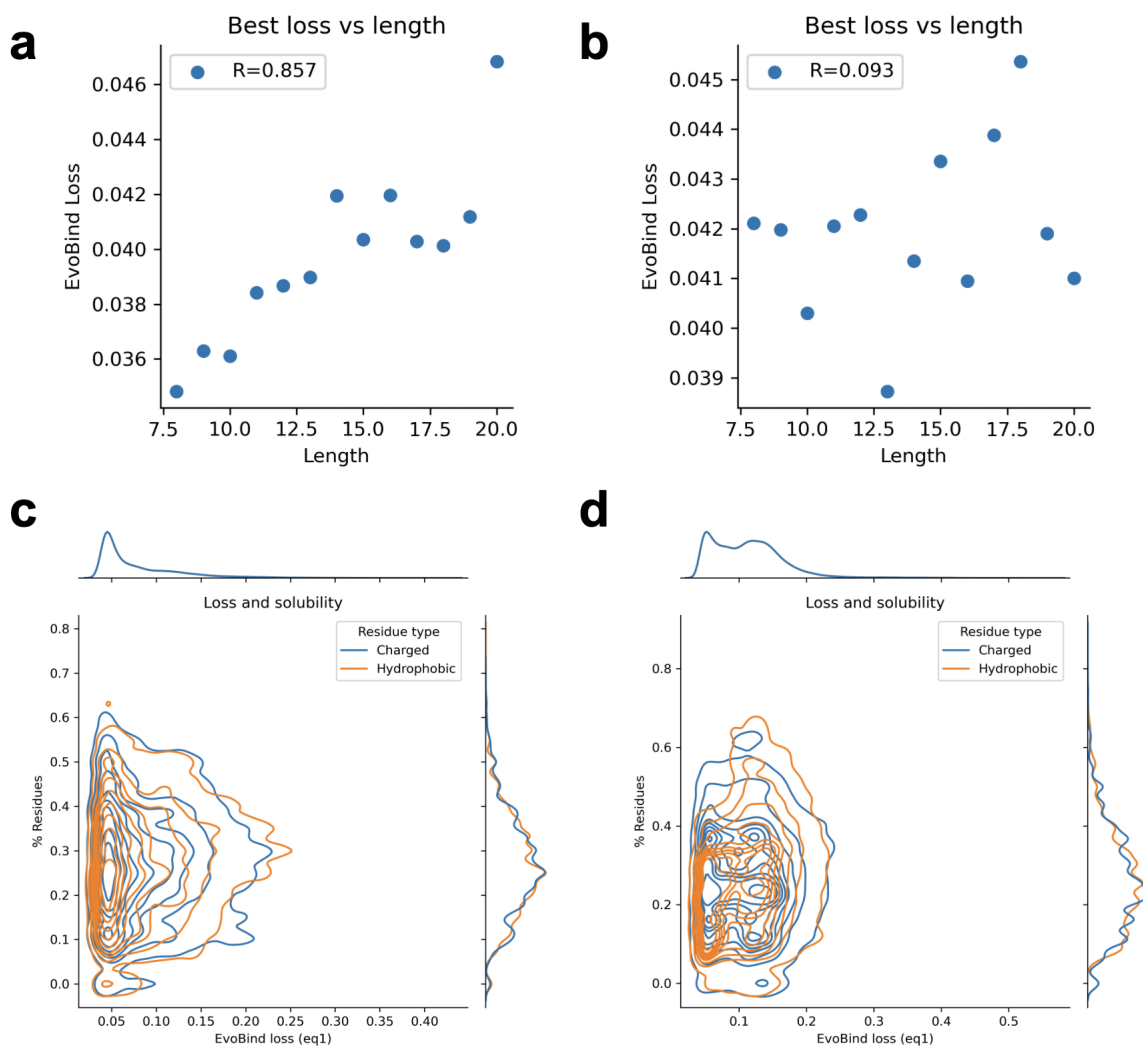 a
Best loss vs length
R=0.857
EvoBind Loss
0.046
0.044
0.042
0.040
0.038
0.036
7.5 10.0 12.5 15.0 17.5 20.0
Length
b
Best loss vs length
R=0.093
EvoBind Loss
0.045
0.044
0.043
0.042
0.041
0.040
0.039
7.5 10.0 12.5 15.0 17.5 20.0
Length
c
Loss and solubility
Residue type
Charged
Hydrophobic
% Residues
0.8
0.7
0.6
0.5
0.4
0.3
0.2
0.1
0.0
0.05 0.10 0.15 0.20 0.25 0.30 0.35 0.40
EvoBind loss (eq1)
d
Loss and solubility
Residue type
Charged
Hydrophobic
% Residues
0.8
0.6
0.4
0.2
0.0
0.1 0.2 0.3 0.4 0.5
EvoBind loss (eq1)